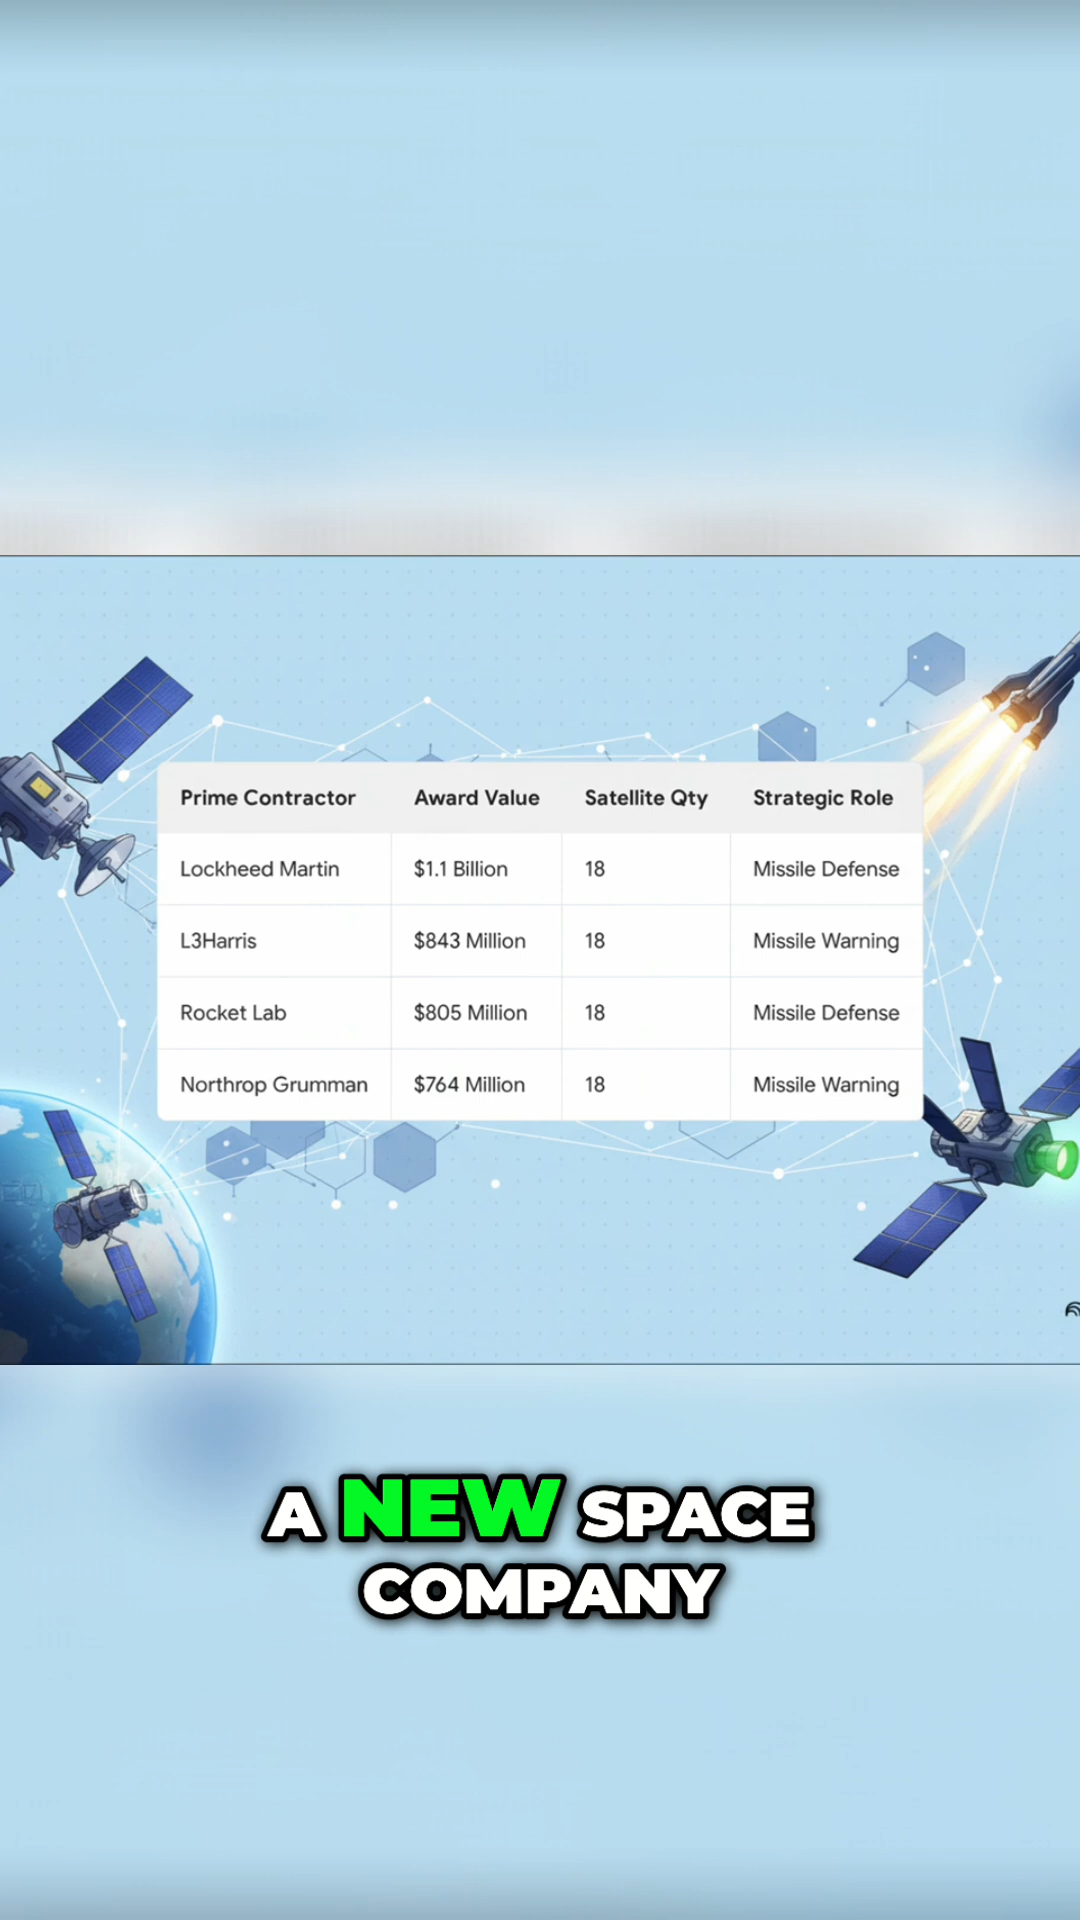 Prime Contractor Award Value Satellite Qty Strategic Role
Lockheed Martin $1.1 Billion 18 Missile Defense
L3Harris $843 Million 18 Missile Warning
Rocket Lab $805 Million 18 Missile Defense
Northrop Grumman $764 Million 18 Missile Warning
A NEW SPACE
COMPANY